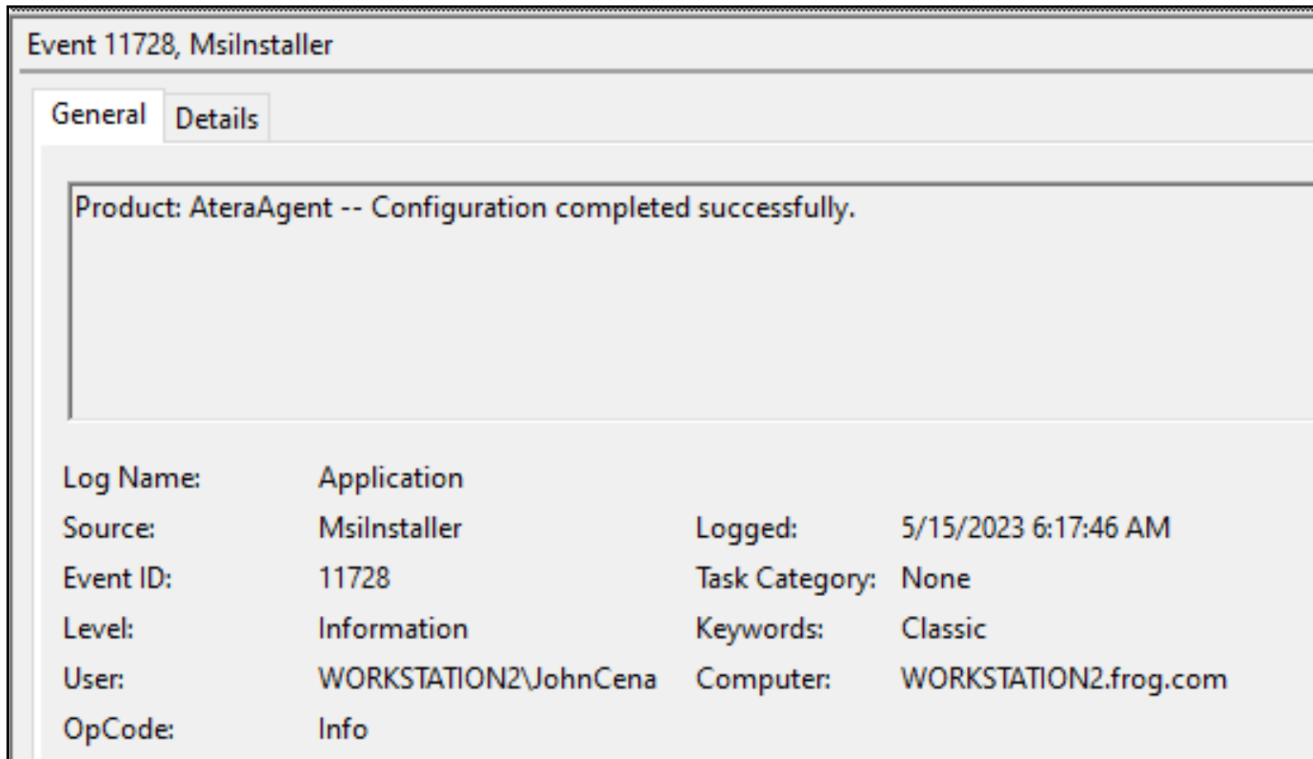 Event 11728, MsiInstaller
General Details
Product: AteraAgent -- Configuration completed successfully.
Log Name: Application
Source: MsiInstaller Logged: 5/15/2023 6:17:46 AM
Event ID: 11728 Task Category: None
Level: Information Keywords: Classic
User: WORKSTATION2\JohnCena Computer: WORKSTATION2.frog.com
OpCode: Info